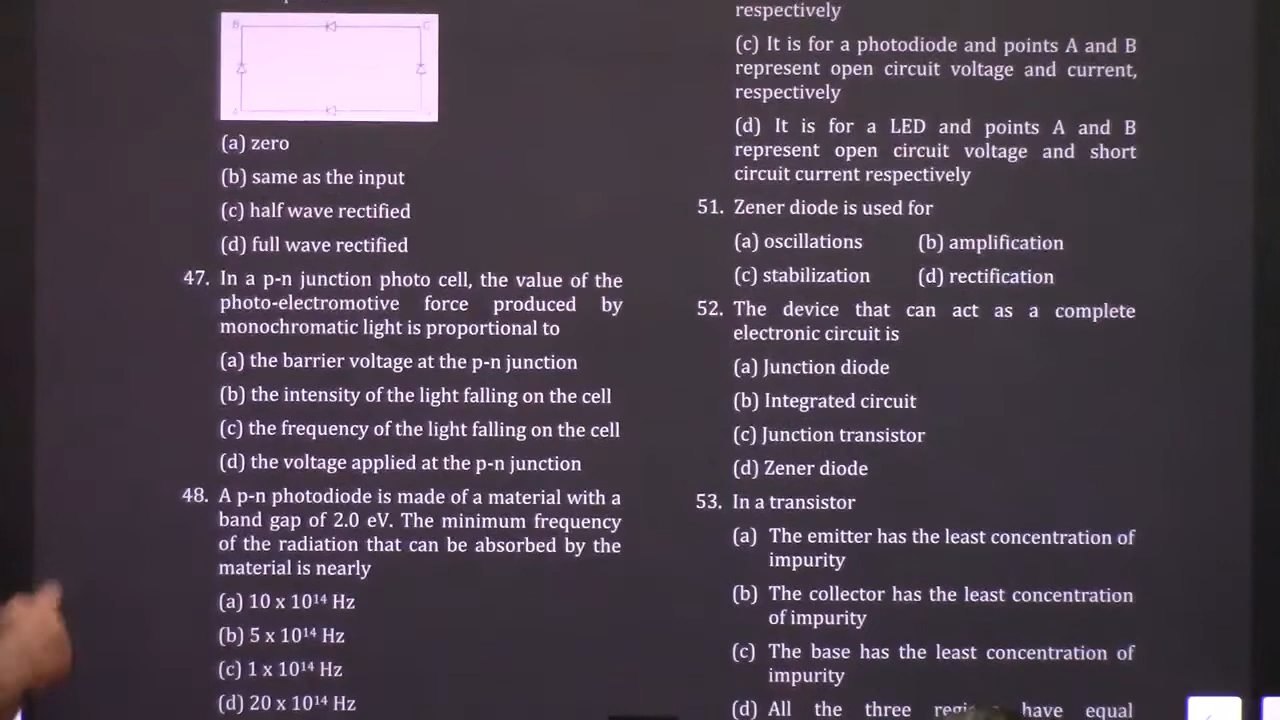 B C
(a) zero
(b) same as the input
(c) half wave rectified
(d) full wave rectified
47. In a p-n junction photo cell, the value of the
photo-electromotive force produced by
monochromatic light is proportional to
(a) the barrier voltage at the p-n junction
(b) the intensity of the light falling on the cell
(c) the frequency of the light falling on the cell
(d) the voltage applied at the p-n junction
48. A p-n photodiode is made of a material with a
band gap of 2.0 eV. The minimum frequency
of the radiation that can be absorbed by the
material is nearly
(a) 10 x 10¹⁴ Hz
(b) 5 x 10¹⁴ Hz
(c) 1 x 10¹⁴ Hz
(d) 20 x 10¹⁴ Hz
respectively
(c) It is for a photodiode and points A and B
represent open circuit voltage and current,
respectively
(d) It is for a LED and points A and B
represent open circuit voltage and short
circuit current respectively
51. Zener diode is used for
(a) oscillations (b) amplification
(c) stabilization (d) rectification
52. The device that can act as a complete
electronic circuit is
(a) Junction diode
(b) Integrated circuit
(c) Junction transistor
(d) Zener diode
53. In a transistor
(a) The emitter has the least concentration of
impurity
(b) The collector has the least concentration
of impurity
(c) The base has the least concentration of
impurity
(d) All the three have equal